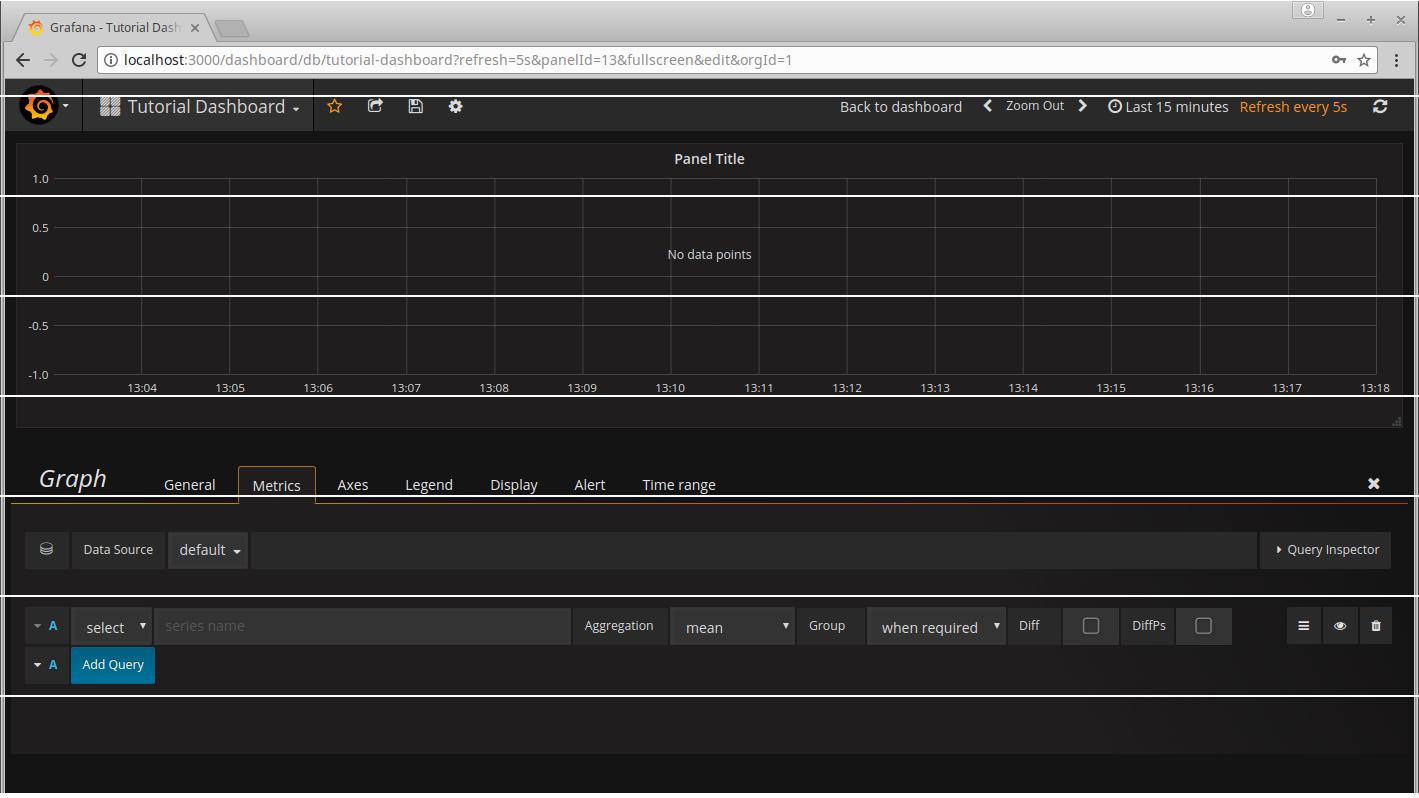 Grafana - Tutorial Dash
localhost:3000/dashboard/db/tutorial-dashboard?refresh=5s&panelId=13&fullscreen&edit&orgId=1
Tutorial Dashboard Back to dashboard Zoom Out Last 15 minutes Refresh every 5s
Panel Title
1.0
0.5
No data points
0
-0.5
-1.0
13:04 13:05 13:06 13:07 13:08 13:09 13:10 13:11 13:12 13:13 13:14 13:15 13:16 13:17 13:18
Graph General Metrics Axes Legend Display Alert Time range
Data Source default Query Inspector
A select series name Aggregation mean Group when required Diff DiffPs
A Add Query